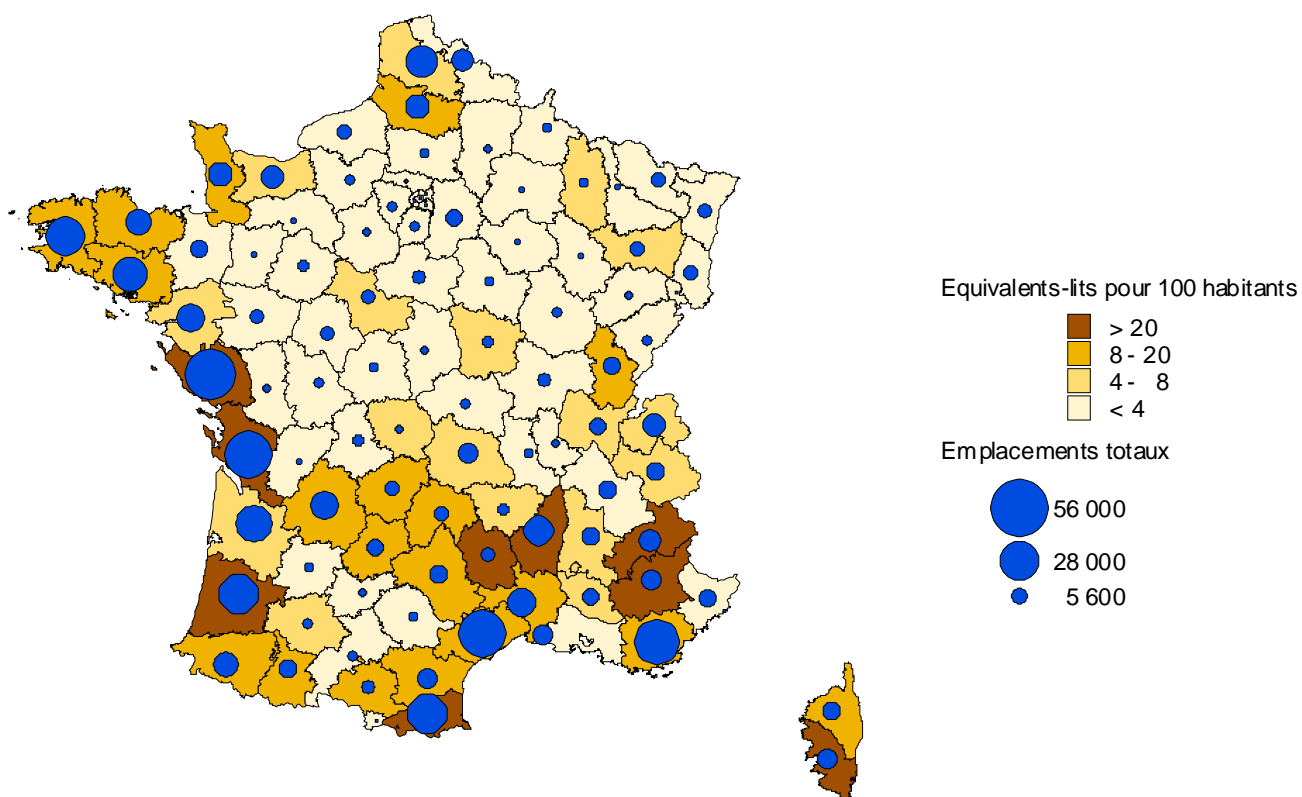 Equivalents-lits pour 100 habitants
> 20
8 - 20
4 - 8
< 4
Emplacements totaux
56 000
28 000
5 600